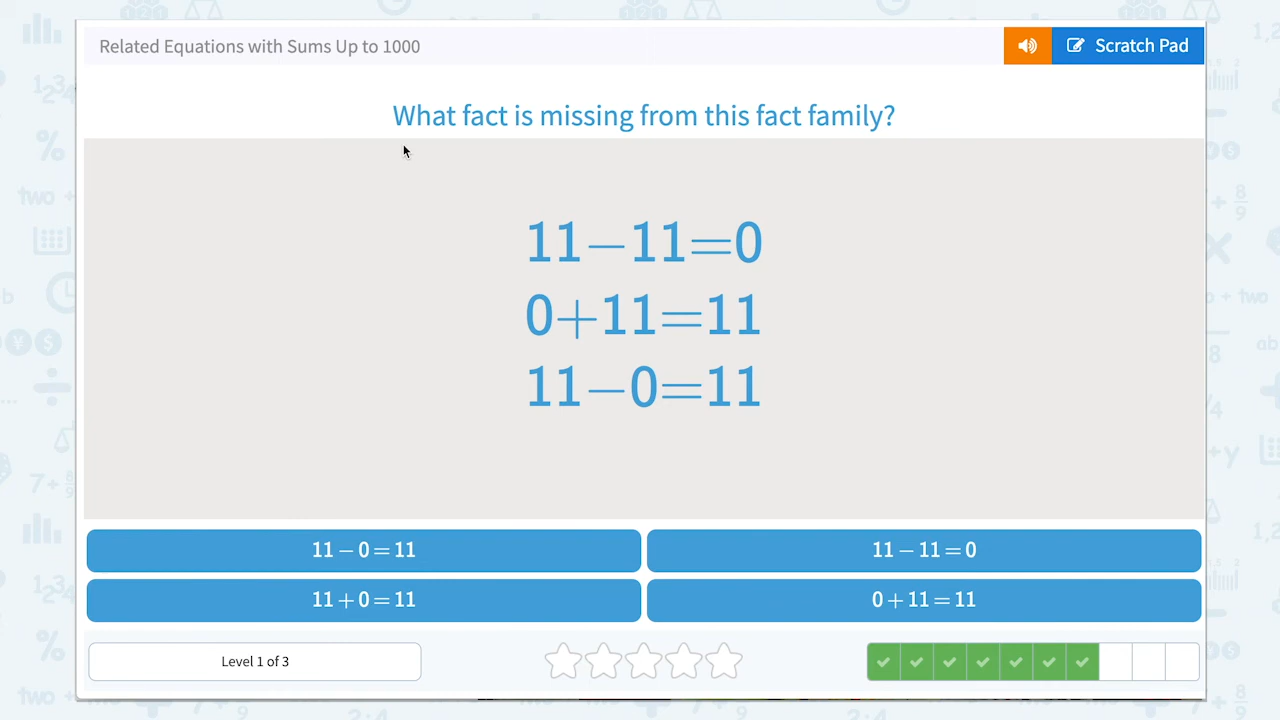 Related Equations with Sums Up to 1000
Scratch Pad
What fact is missing from this fact family?
11−11=0
0+11=11
11−0=11
11 − 0 = 11
11 − 11 = 0
11 + 0 = 11
0 + 11 = 11
Level 1 of 3